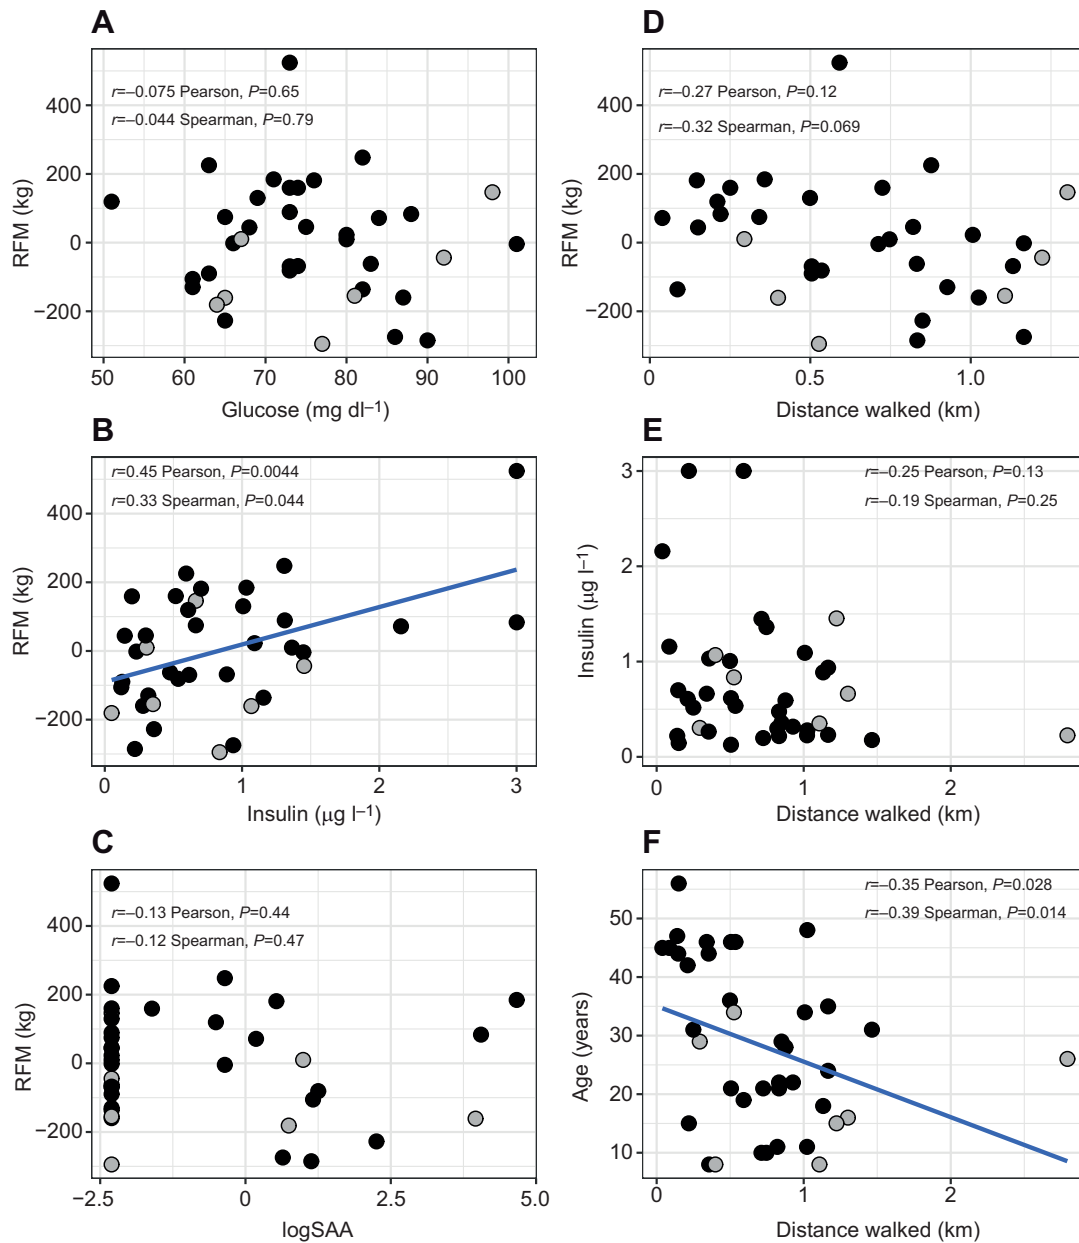 A
r=–0.075 Pearson, P=0.65
r=–0.044 Spearman, P=0.79
RFM (kg)
400
200
0
−200
50 60 70 80 90 100
Glucose (mg dl–1)
B
r=0.45 Pearson, P=0.0044
r=0.33 Spearman, P=0.044
RFM (kg)
400
200
0
−200
0 1 2 3
Insulin (μg l–1)
C
r=–0.13 Pearson, P=0.44
r=–0.12 Spearman, P=0.47
RFM (kg)
400
200
0
−200
−2.5 0 2.5 5.0
logSAA
D
r=–0.27 Pearson, P=0.12
r=–0.32 Spearman, P=0.069
RFM (kg)
400
200
0
−200
0 0.5 1.0
Distance walked (km)
E
r=–0.25 Pearson, P=0.13
r=–0.19 Spearman, P=0.25
Insulin (μg l–1)
3
2
1
0
0 1 2
Distance walked (km)
F
r=–0.35 Pearson, P=0.028
r=–0.39 Spearman, P=0.014
Age (years)
50
40
30
20
10
0 1 2
Distance walked (km)